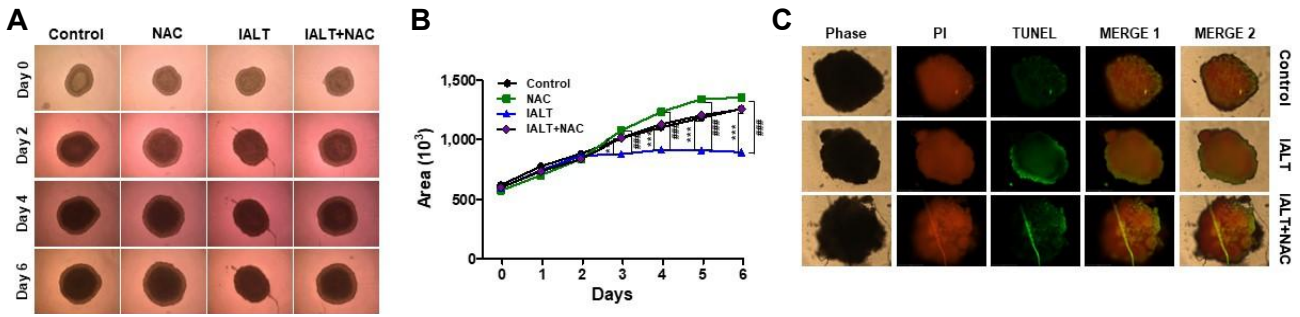 A
Control NAC IALT IALT+NAC
Day 0
Day 2
Day 4
Day 6
B
Area (10³)
1,500
1,000
500
0
Control
NAC
IALT
IALT+NAC
* ### *** ### *** ### *** ###
0 1 2 3 4 5 6
Days
C
Phase PI TUNEL MERGE 1 MERGE 2
Control
IALT
IALT+NAC